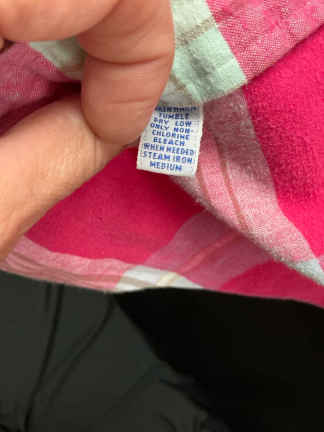 TUMBLE
DRY LOW
ONLY NON-
CHLORINE
BLEACH
WHEN NEEDED
STEAM IRON
MEDIUM